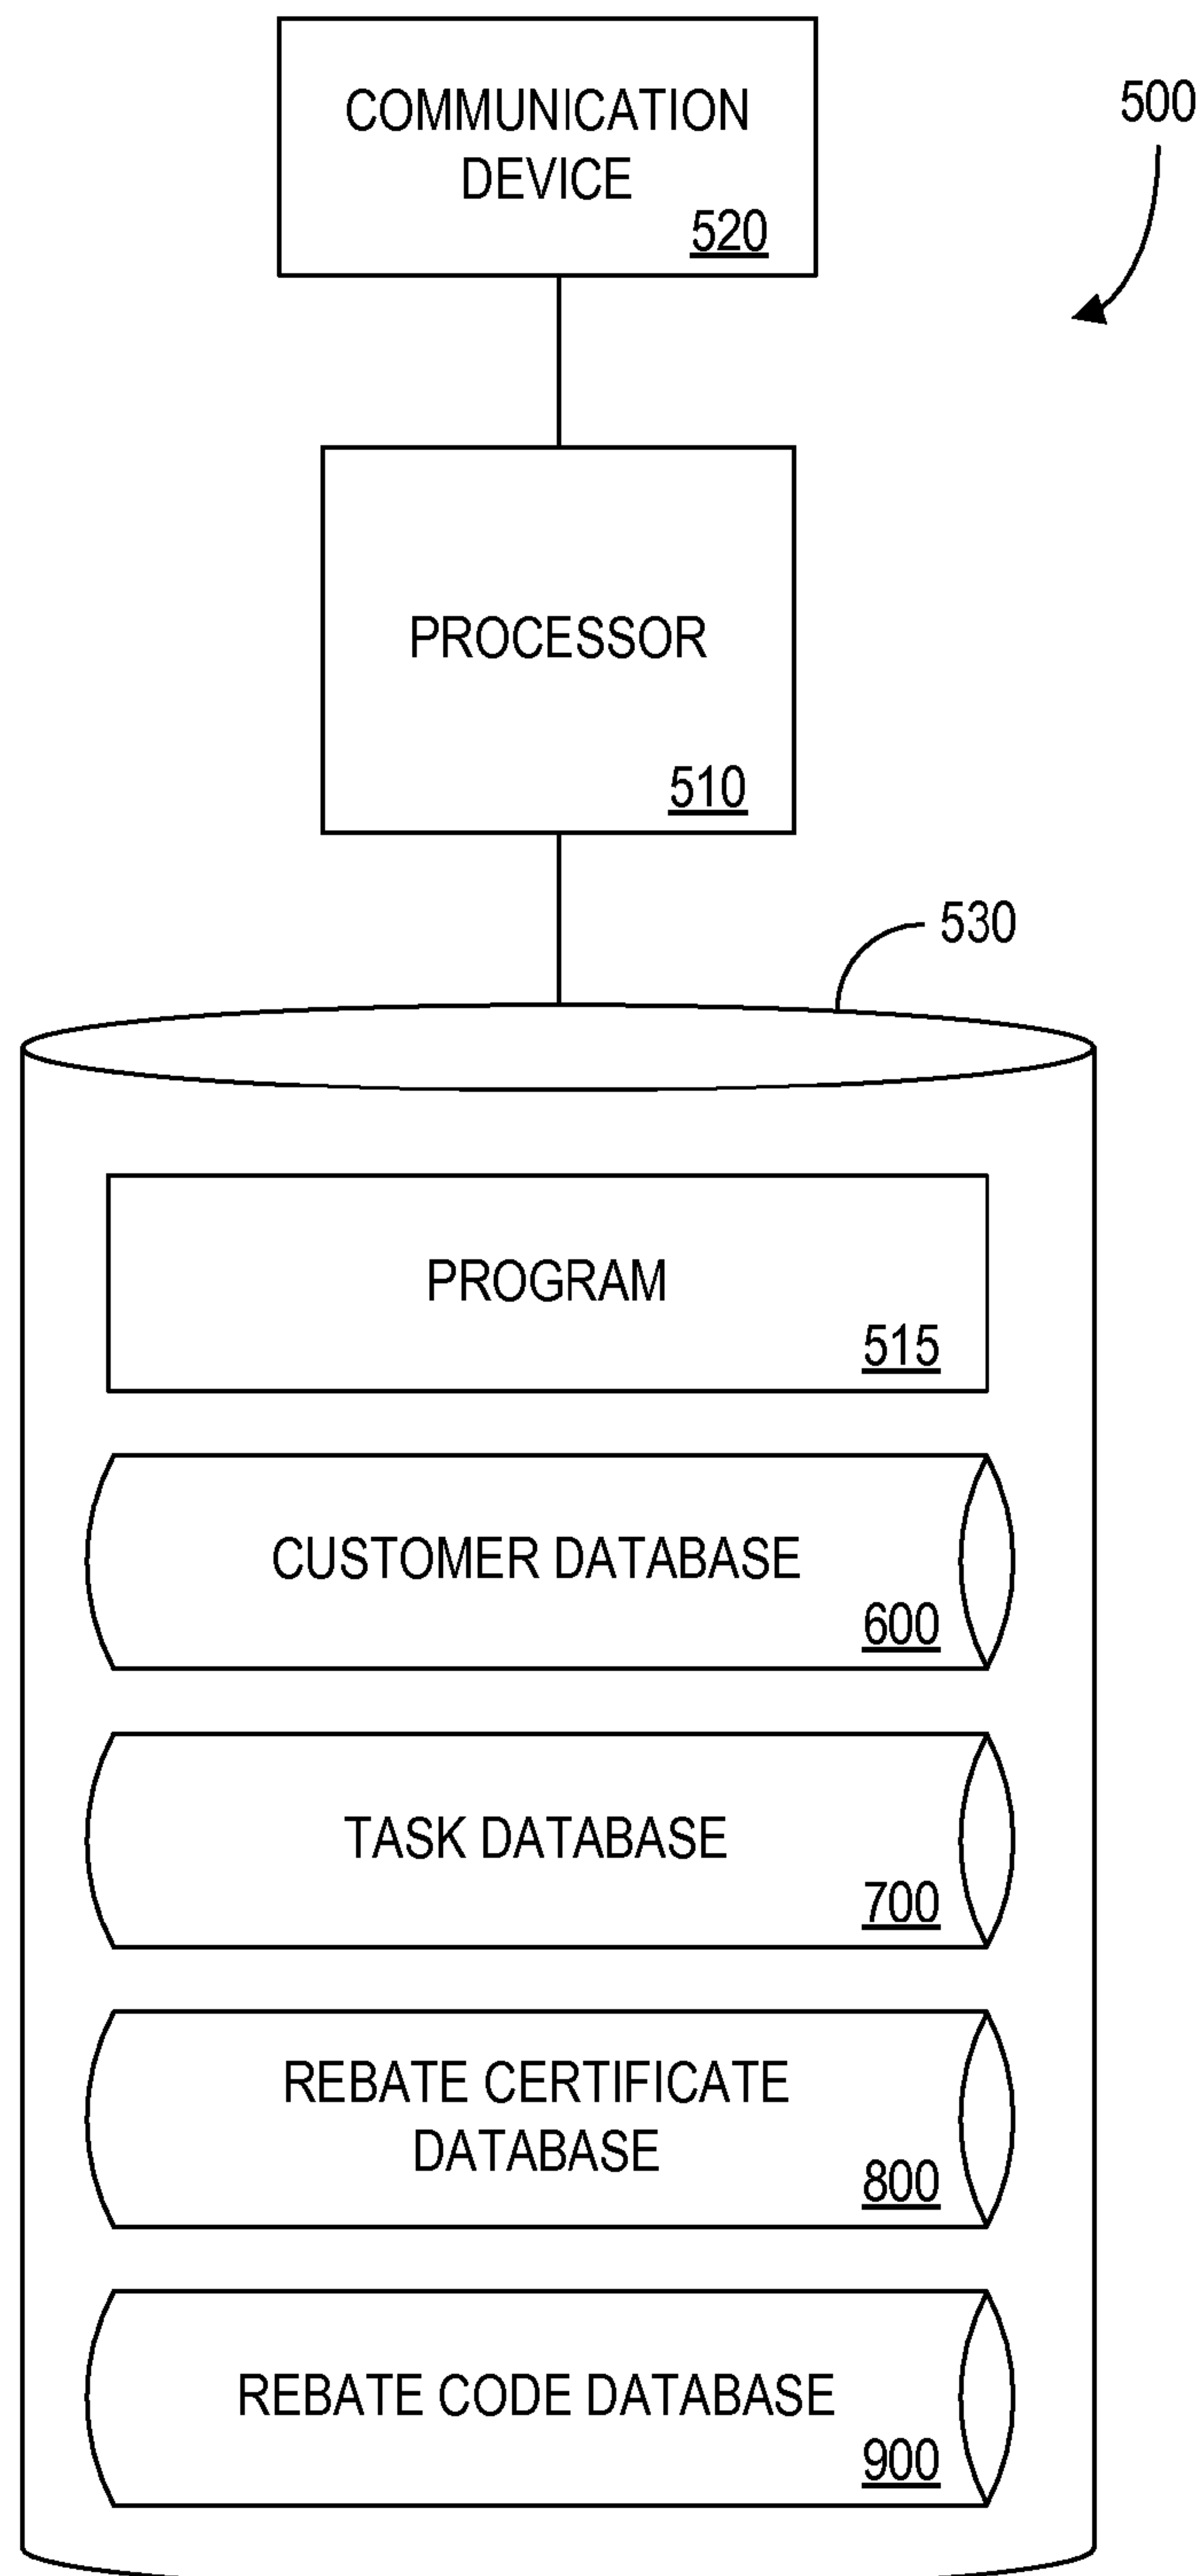 COMMUNICATION
DEVICE
520
500
PROCESSOR
510
530
PROGRAM
515
CUSTOMER DATABASE
600
TASK DATABASE
700
REBATE CERTIFICATE
DATABASE
800
REBATE CODE DATABASE
900